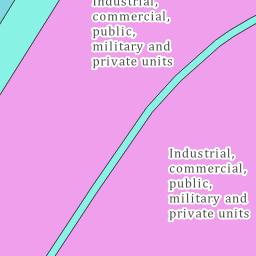 Industrial,
commercial,
public,
military and
private units
Industrial,
commercial,
public,
military and
private units